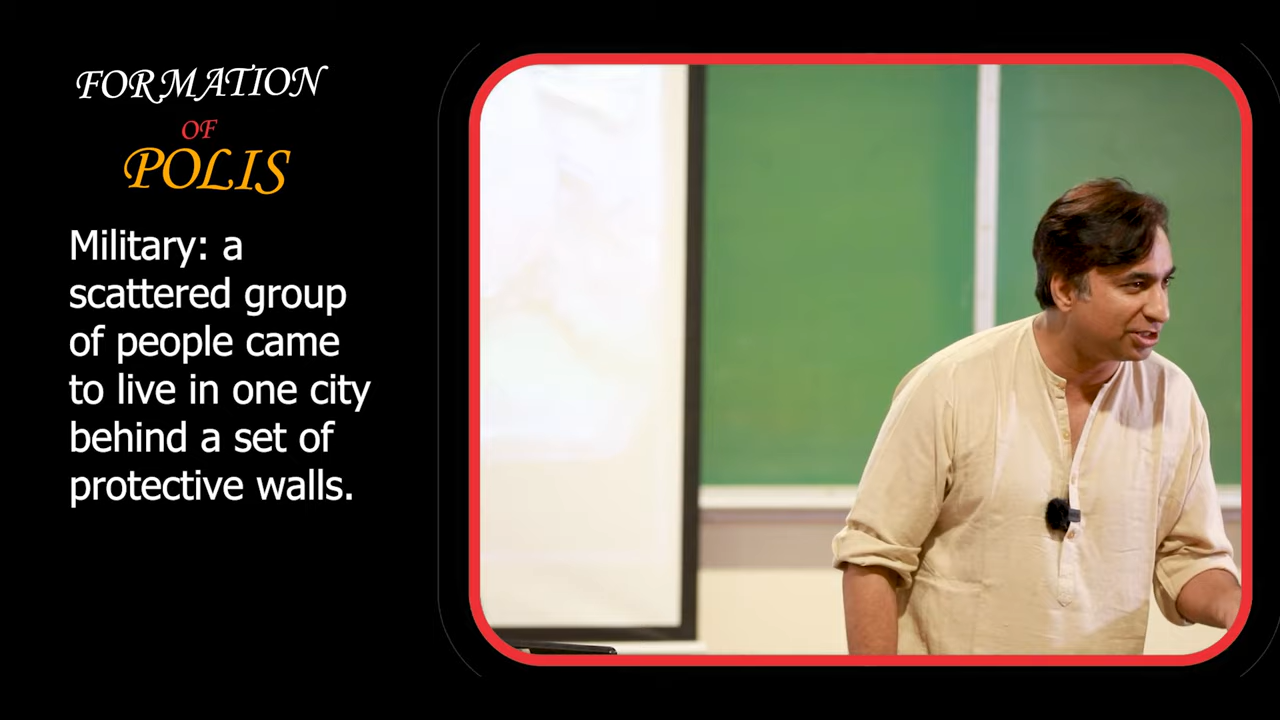 FORMATION
OF
POLIS
Military: a
scattered group
of people came
to live in one city
behind a set of
protective walls.